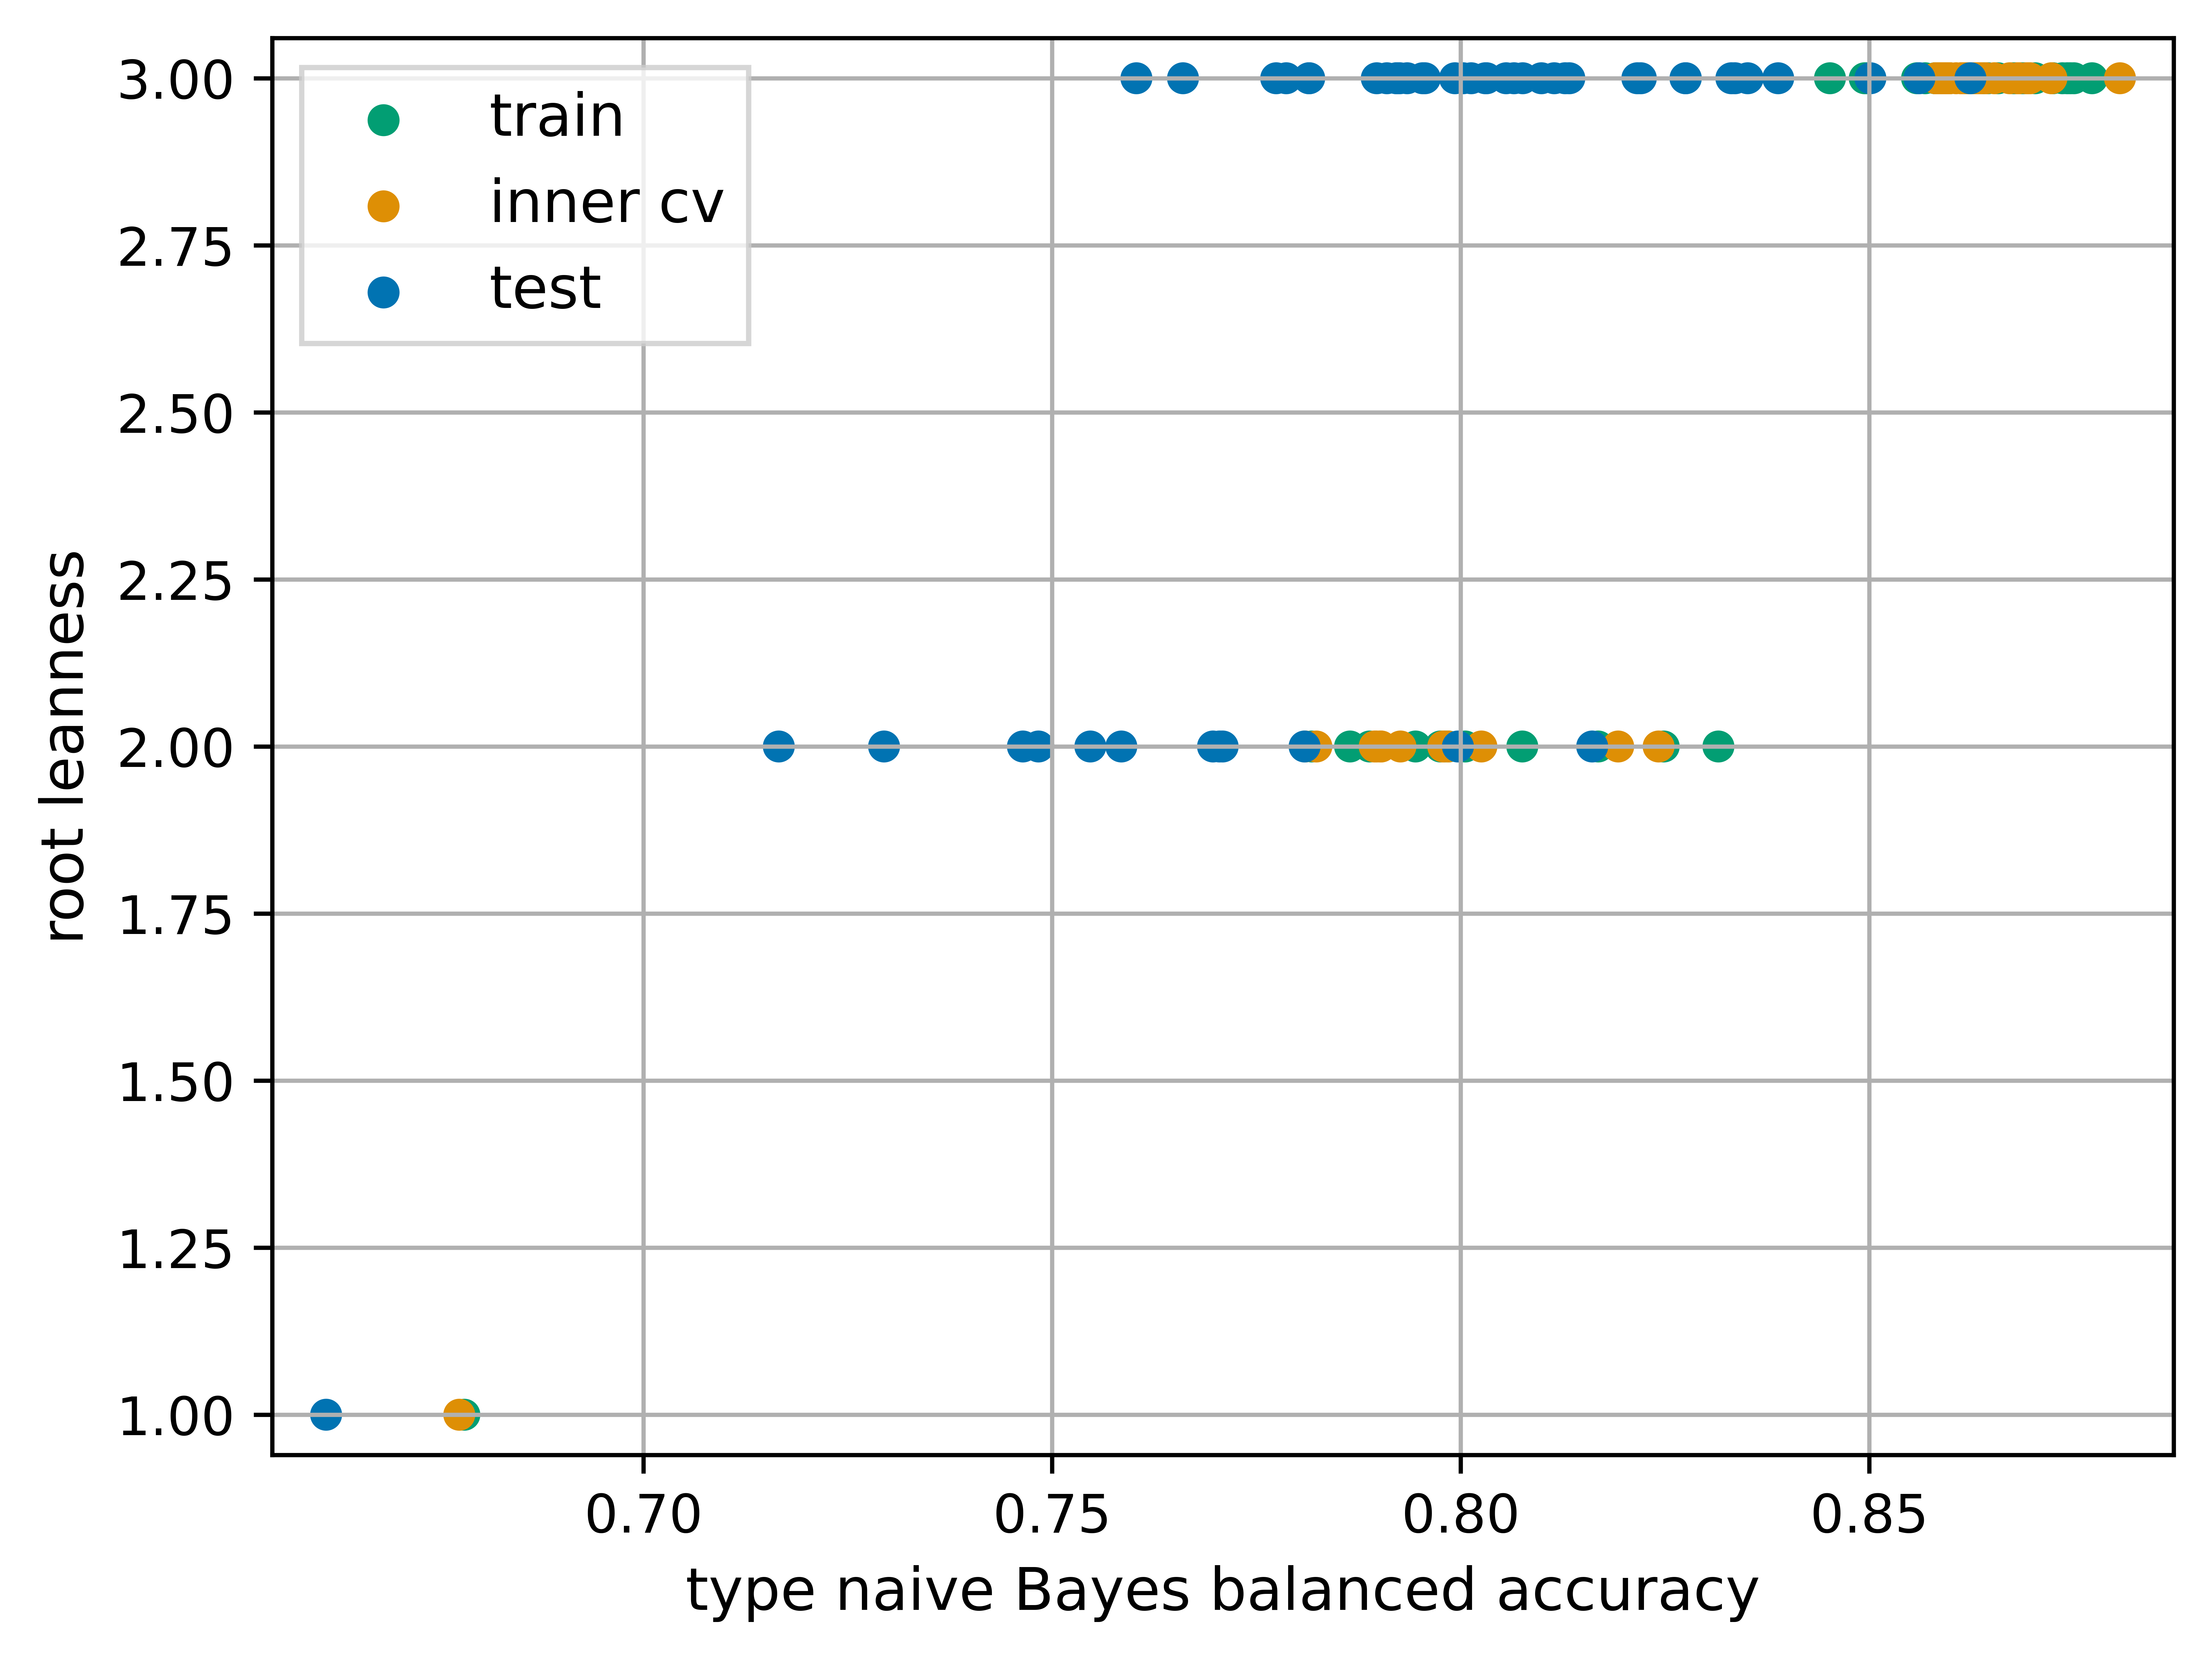 train
inner cv
test
3.00
2.75
2.50
2.25
2.00
1.75
1.50
1.25
1.00
root leanness
0.70 0.75 0.80 0.85
type naive Bayes balanced accuracy